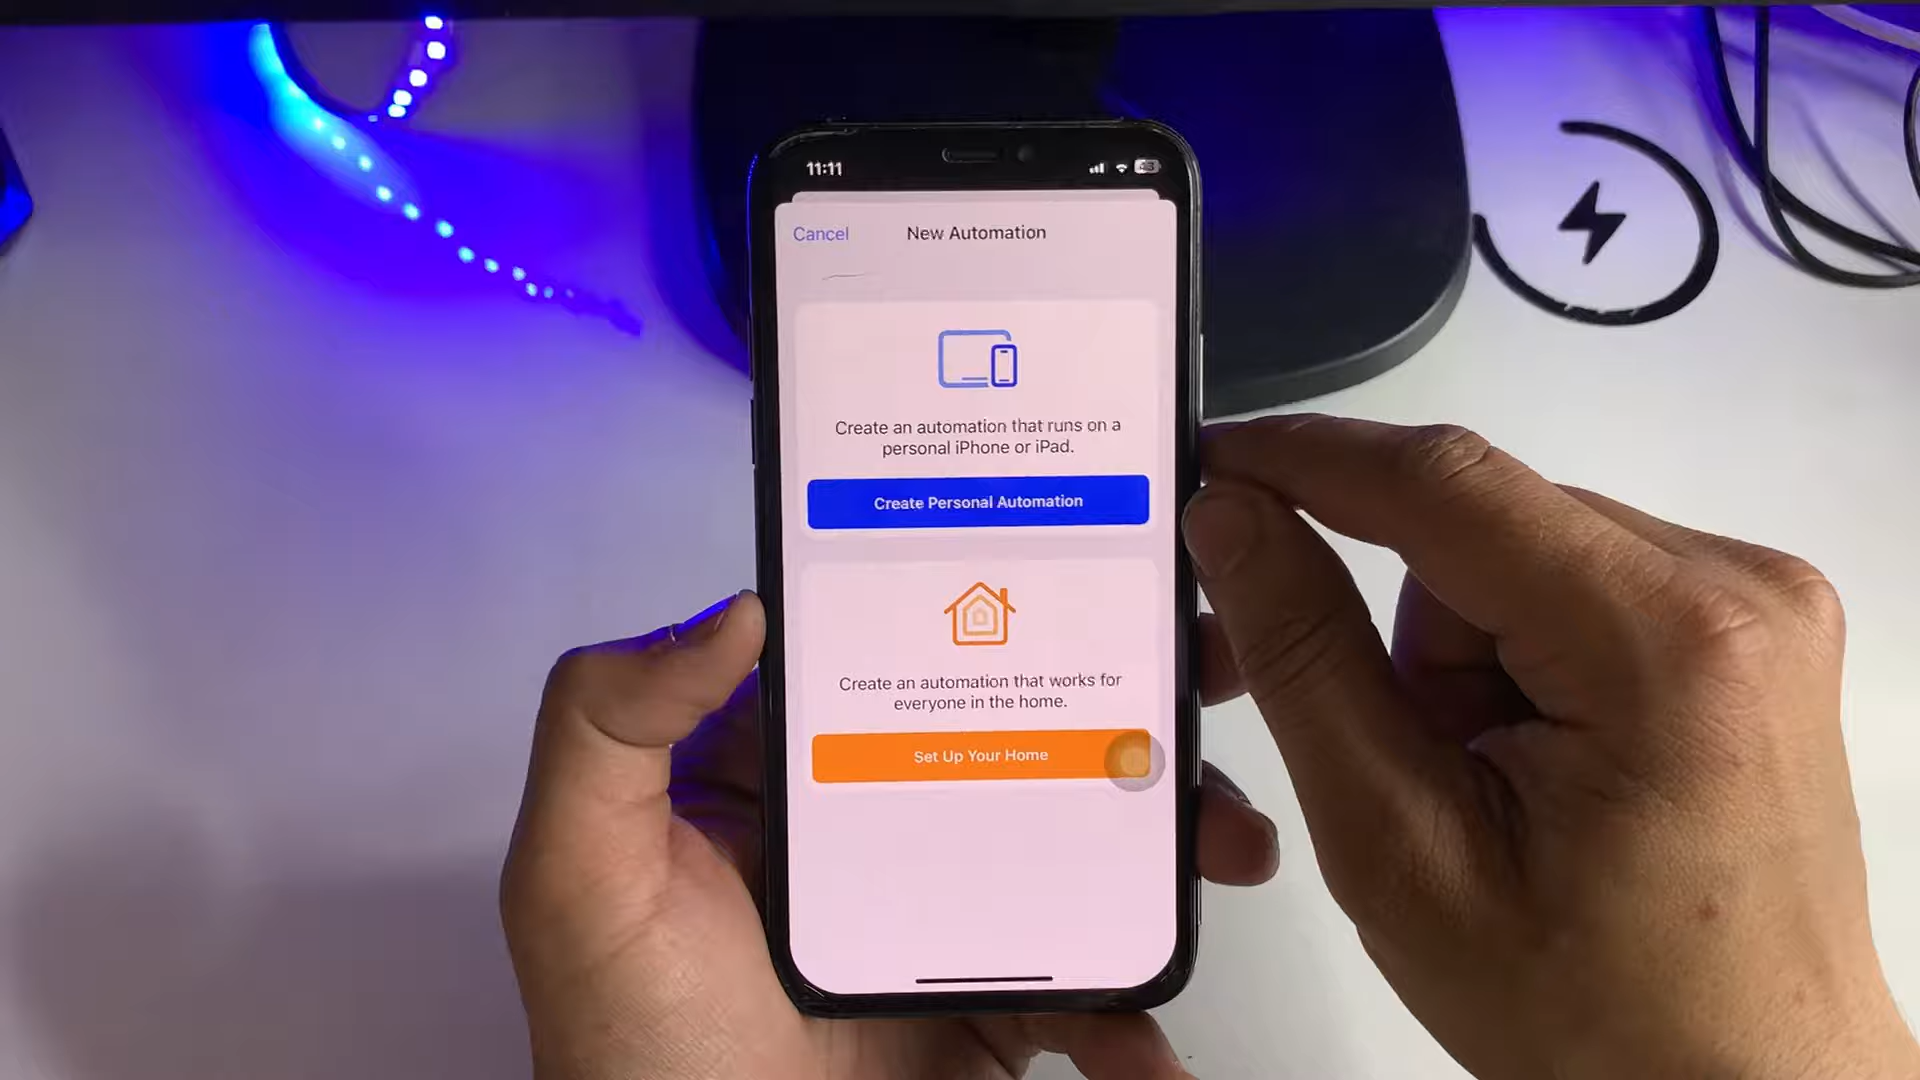 11:11
Cancel
New Automation
Create an automation that runs on a
personal iPhone or iPad.
Create Personal Automation
Create an automation that works for
everyone in the home.
Set Up Your Home